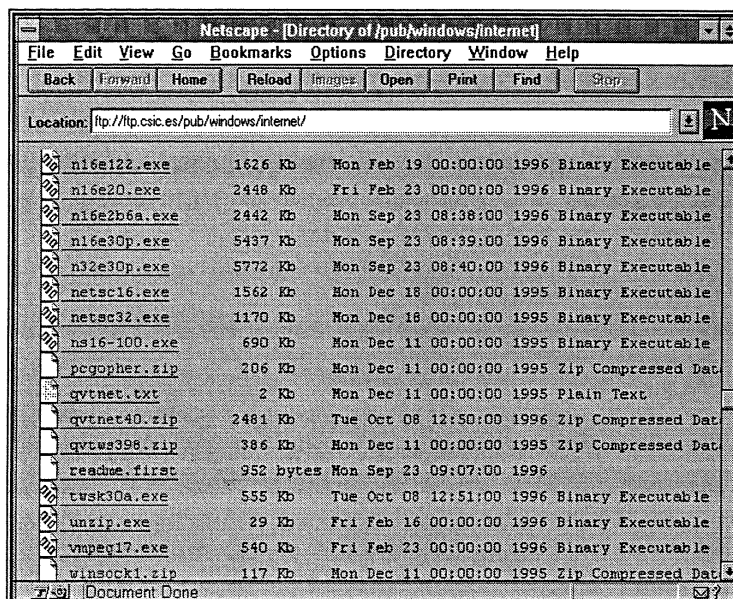 Netscape - [Directory of /pub/windows/internet]
File Edit View Go Bookmarks Options Directory Window Help
Back Forward Home Reload Images Open Print Find Stop
Location: ftp://ftp.csic.es/pub/windows/internet/ N
n16e122.exe 1626 Kb Mon Feb 19 00:00:00 1996 Binary Executable
n16e20.exe 2448 Kb Fri Feb 23 00:00:00 1996 Binary Executable
n16e2b6a.exe 2442 Kb Mon Sep 23 08:38:00 1996 Binary Executable
n16e30p.exe 5437 Kb Mon Sep 23 08:39:00 1996 Binary Executable
n32e30p.exe 5772 Kb Mon Sep 23 08:40:00 1996 Binary Executable
netsc16.exe 1562 Kb Mon Dec 18 00:00:00 1995 Binary Executable
netsc32.exe 1170 Kb Mon Dec 18 00:00:00 1995 Binary Executable
ns16-100.exe 690 Kb Mon Dec 11 00:00:00 1995 Binary Executable
pcgopher.zip 206 Kb Mon Dec 11 00:00:00 1995 Zip Compressed Dat
qvtnet.txt 2 Kb Mon Dec 11 00:00:00 1995 Plain Text
qvtnet40.zip 2481 Kb Tue Oct 08 12:50:00 1996 Zip Compressed Dat
qvtws398.zip 386 Kb Mon Dec 11 00:00:00 1995 Zip Compressed Dat
readme.first 952 bytes Mon Sep 23 09:07:00 1996
twsk30a.exe 555 Kb Tue Oct 08 12:51:00 1996 Binary Executable
unzip.exe 29 Kb Fri Feb 16 00:00:00 1996 Binary Executable
vmpeg17.exe 540 Kb Fri Feb 23 00:00:00 1996 Binary Executable
winsock1.zip 117 Kb Mon Dec 11 00:00:00 1995 Zip Compressed Dat
Document Done ?